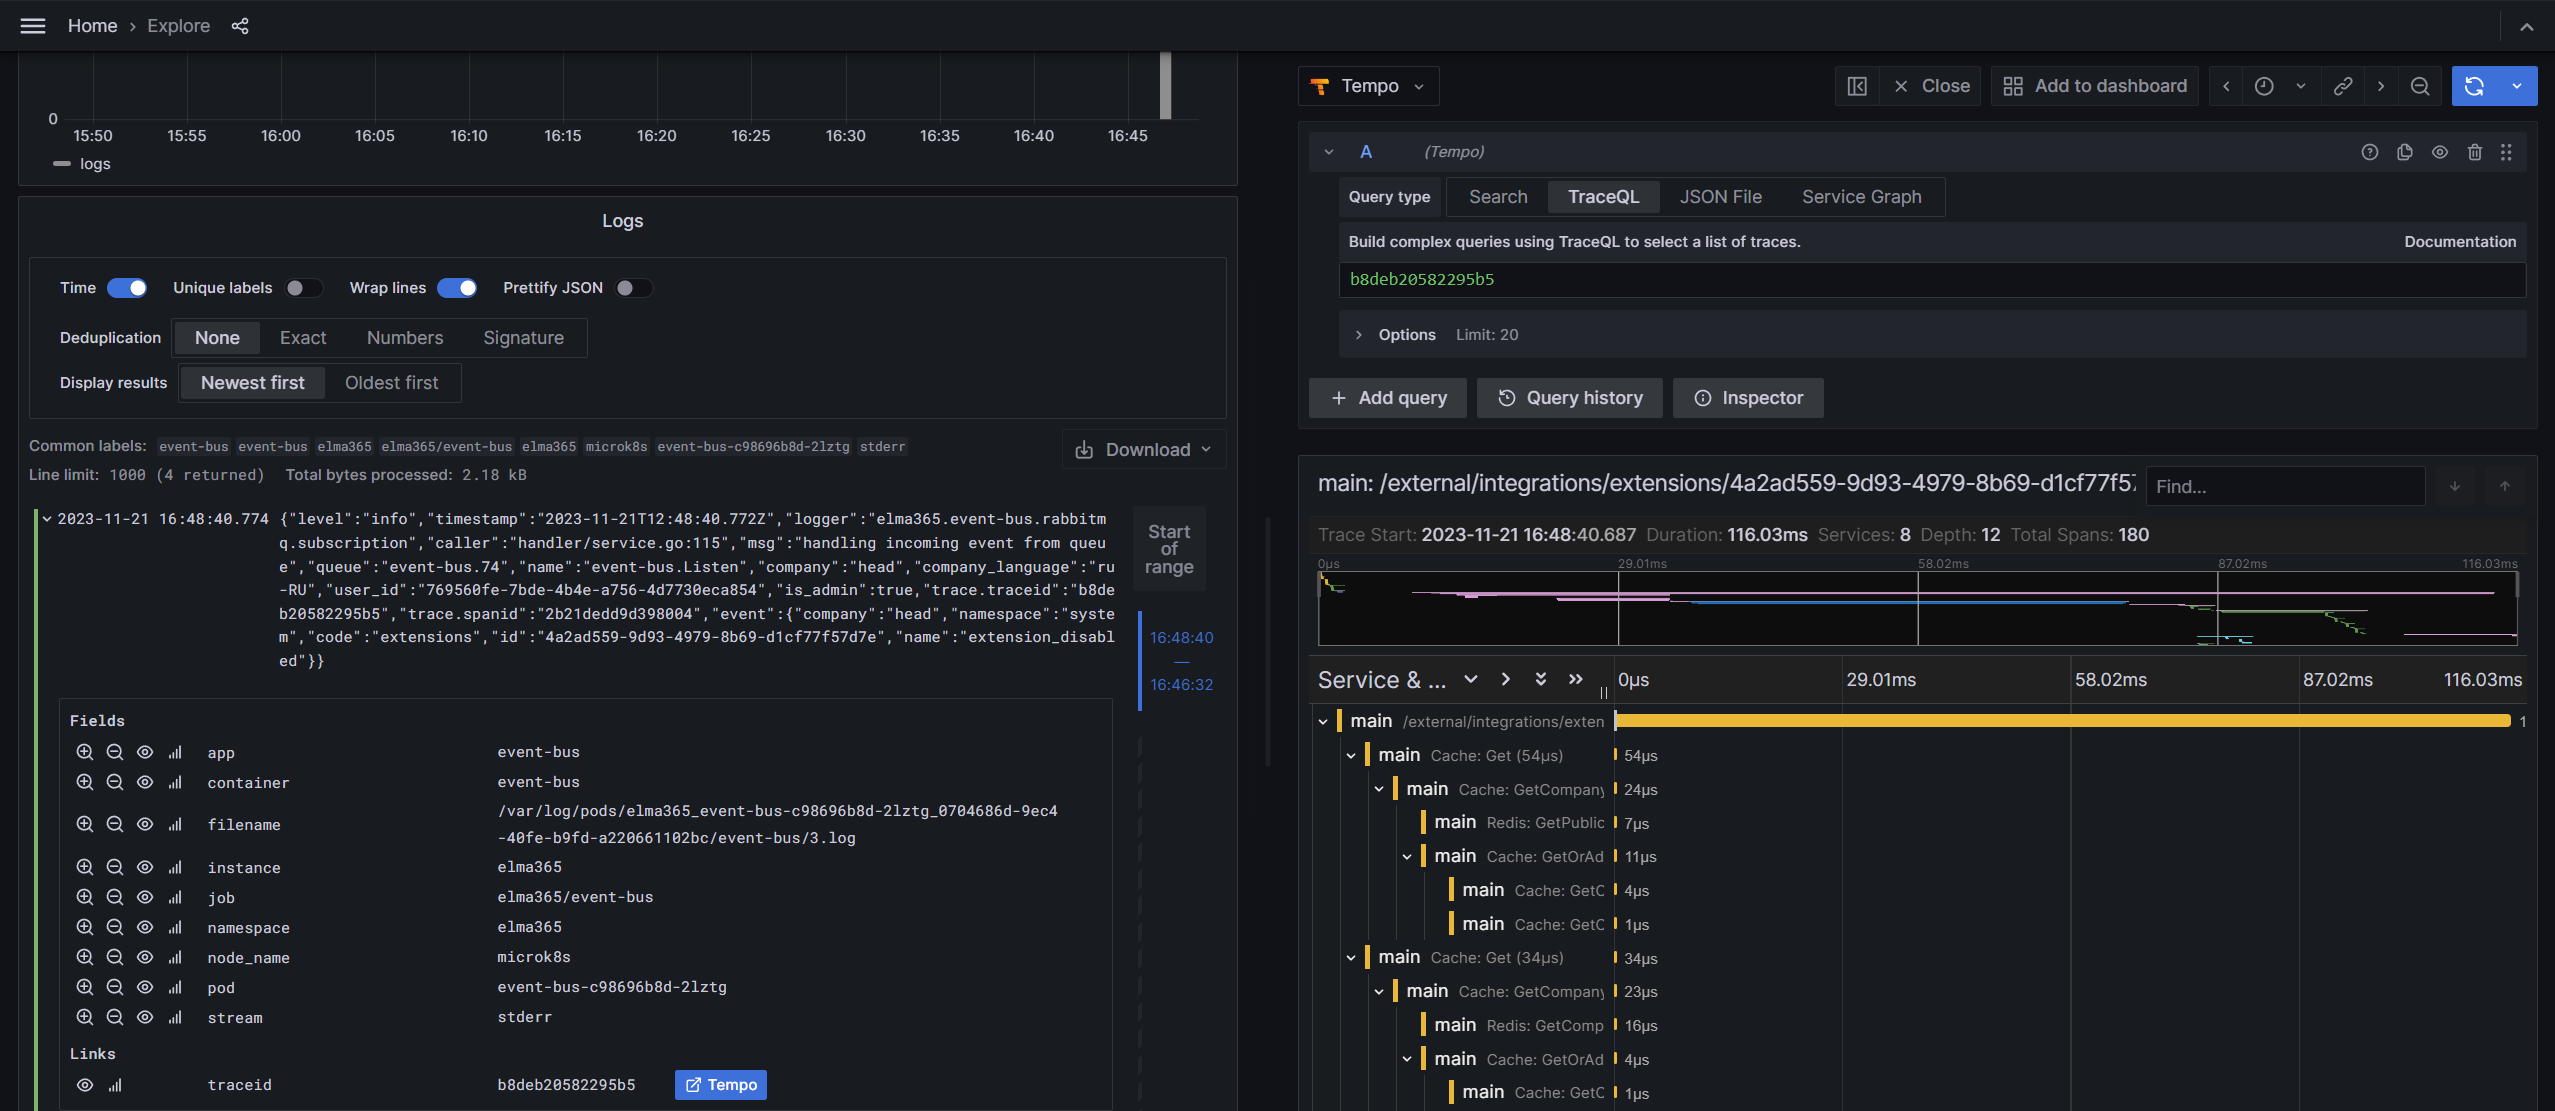 Home › Explore
0
15:50 15:55 16:00 16:05 16:10 16:15 16:20 16:25 16:30 16:35 16:40 16:45
logs
Logs
Time Unique labels Wrap lines Prettify JSON
Deduplication None Exact Numbers Signature
Display results Newest first Oldest first
Common labels: event-bus event-bus elma365 elma365/event-bus elma365 microk8s event-bus-c98696b8d-2lztg stderr
Download
Line limit: 1000 (4 returned) Total bytes processed: 2.18 kB
2023-11-21 16:48:40.774 {"level":"info","timestamp":"2023-11-21T12:48:40.772Z","logger":"elma365.event-bus.rabbitm
q.subscription","caller":"handler/service.go:115","msg":"handling incoming event from queu
e","queue":"event-bus.74","name":"event-bus.Listen","company":"head","company_language":"ru
-RU","user_id":"769560fe-7bde-4b4e-a756-4d7730eca854","is_admin":true,"trace.traceid":"b8de
b20582295b5","trace.spanid":"2b21dedd9d398004","event":{"company":"head","namespace":"syste
m","code":"extensions","id":"4a2ad559-9d93-4979-8b69-d1cf77f57d7e","name":"extension_disabl
ed"}}
Start
of
range
16:48:40
—
16:46:32
Fields
app event-bus
container event-bus
filename /var/log/pods/elma365_event-bus-c98696b8d-2lztg_0704686d-9ec4
-40fe-b9fd-a220661102bc/event-bus/3.log
instance elma365
job elma365/event-bus
namespace elma365
node_name microk8s
pod event-bus-c98696b8d-2lztg
stream stderr
Links
traceid b8deb20582295b5 Tempo
Tempo Close Add to dashboard
A (Tempo)
Query type Search TraceQL JSON File Service Graph
Build complex queries using TraceQL to select a list of traces. Documentation
b8deb20582295b5
Options Limit: 20
Add query Query history Inspector
main: /external/integrations/extensions/4a2ad559-9d93-4979-8b69-d1cf77f57 Find...
Trace Start: 2023-11-21 16:48:40.687 Duration: 116.03ms Services: 8 Depth: 12 Total Spans: 180
0μs 29.01ms 58.02ms 87.02ms 116.03ms
Service & ... 0μs 29.01ms 58.02ms 87.02ms 116.03ms
main /external/integrations/exten 1
main Cache: Get (54μs) 54μs
main Cache: GetCompany 24μs
main Redis: GetPublic 7μs
main Cache: GetOrAd 11μs
main Cache: GetC 4μs
main Cache: GetC 1μs
main Cache: Get (34μs) 34μs
main Cache: GetCompany 23μs
main Redis: GetComp 16μs
main Cache: GetOrAd 4μs
main Cache: GetC 1μs